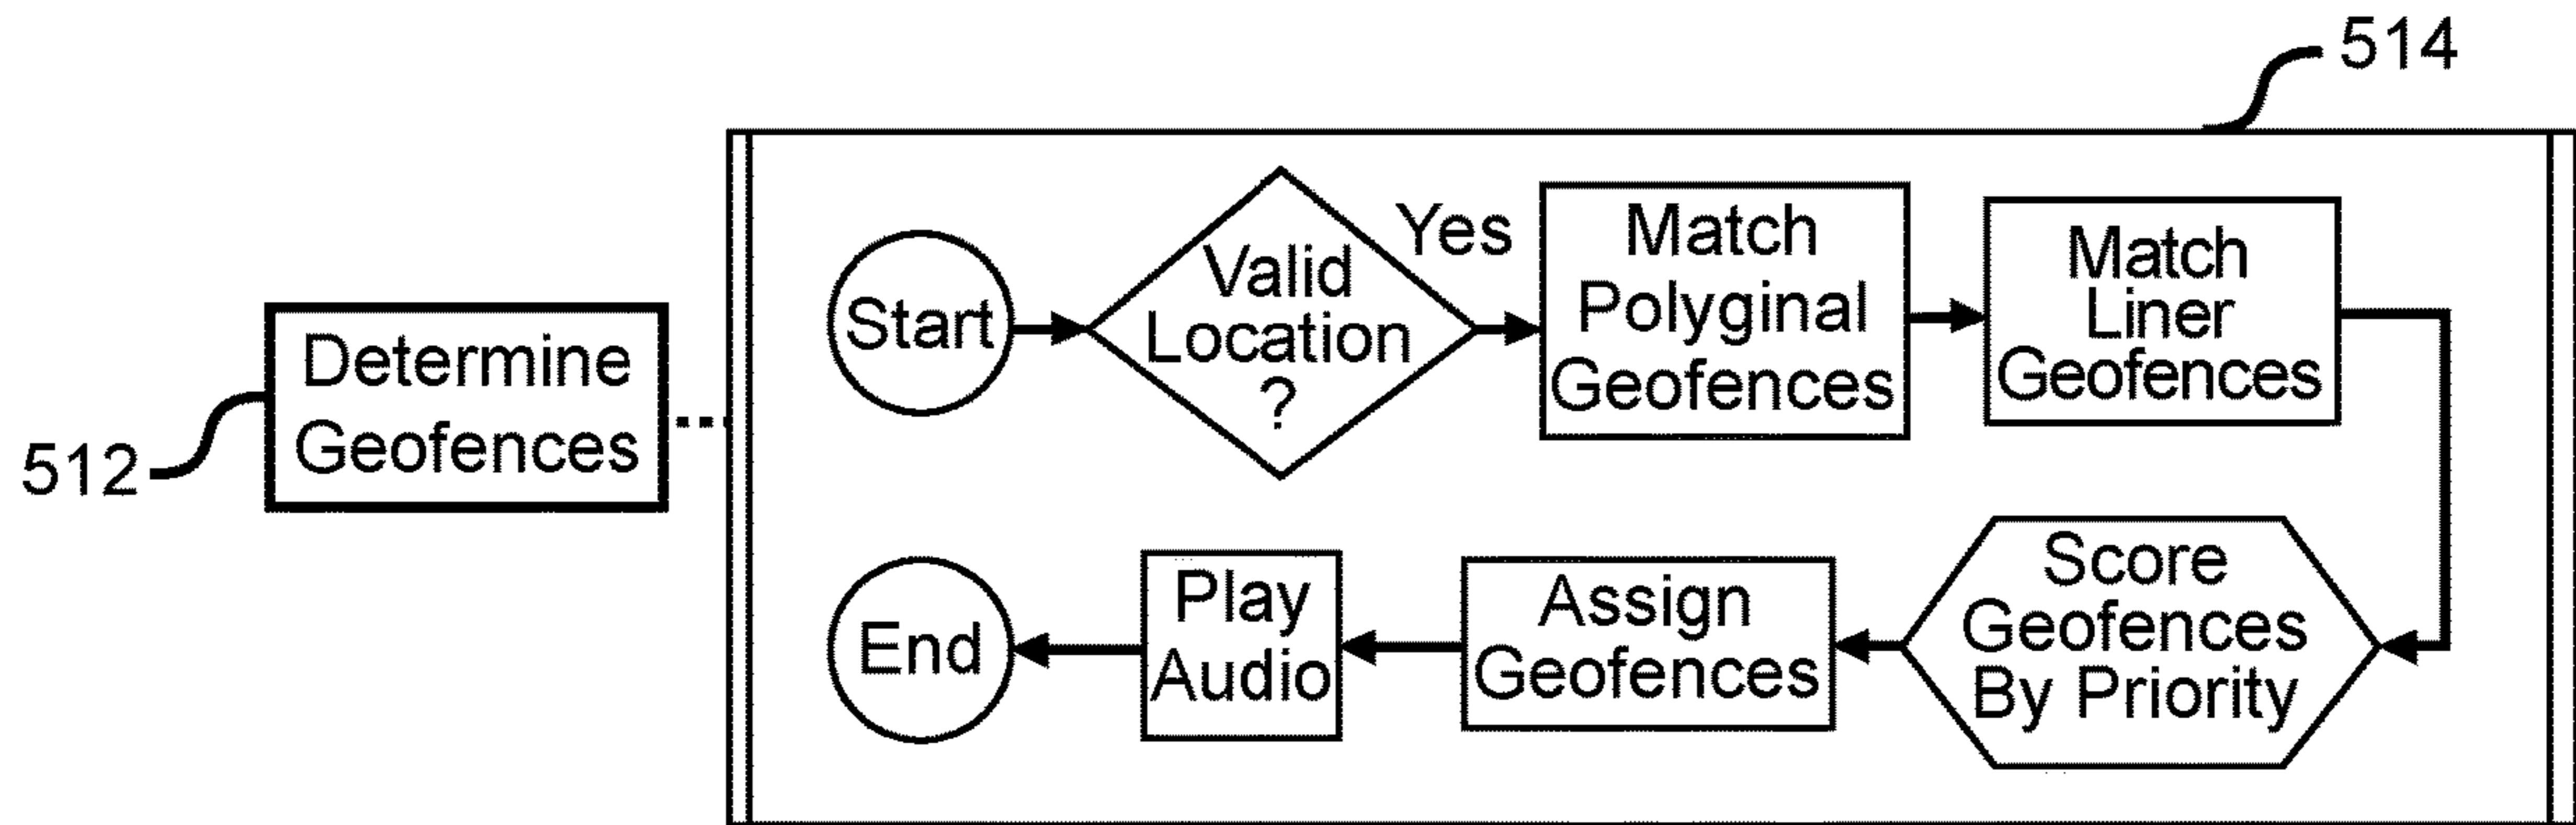 514
512
Determine
Geofences
Start
Valid
Location
?
Yes
Match
Polyginal
Geofences
Match
Liner
Geofences
Score
Geofences
By Priority
Assign
Geofences
Play
Audio
End